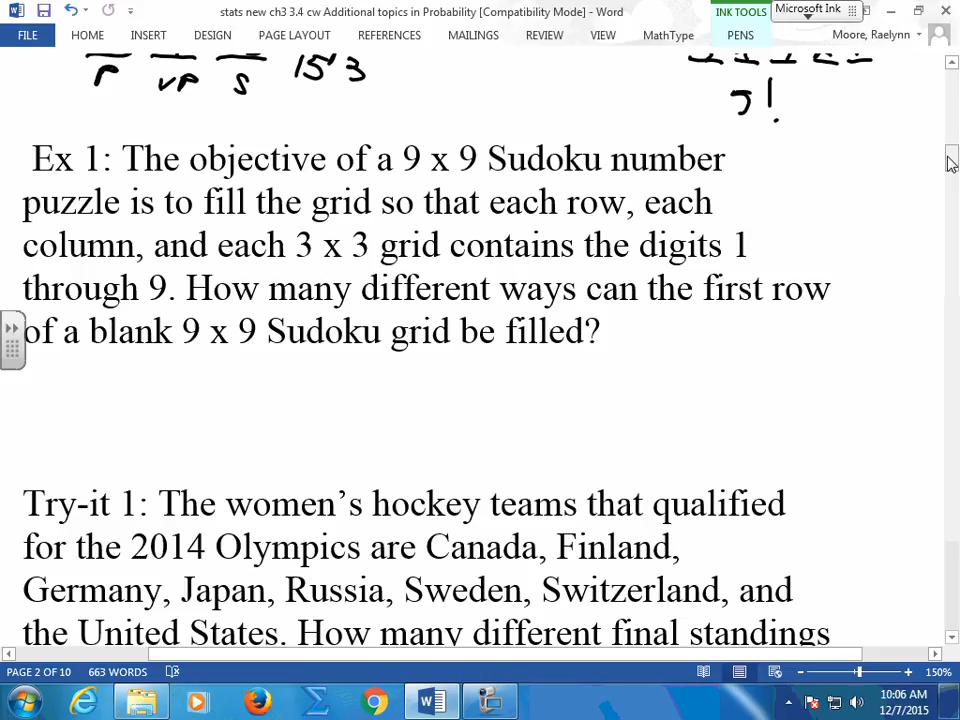 stats new ch3 3.4 cw Additional topics in Probability [Compatibility Mode] - Word
INK TOOLS
Microsoft Ink
FILE HOME INSERT DESIGN PAGE LAYOUT REFERENCES MAILINGS REVIEW VIEW MathType PENS Moore, Raelynn
P VP S 15P3
5!
Ex 1: The objective of a 9 x 9 Sudoku number
puzzle is to fill the grid so that each row, each
column, and each 3 x 3 grid contains the digits 1
through 9. How many different ways can the first row
of a blank 9 x 9 Sudoku grid be filled?
Try-it 1: The women's hockey teams that qualified
for the 2014 Olympics are Canada, Finland,
Germany, Japan, Russia, Sweden, Switzerland, and
the United States. How many different final standings
PAGE 2 OF 10 663 WORDS 150%
10:06 AM
12/7/2015